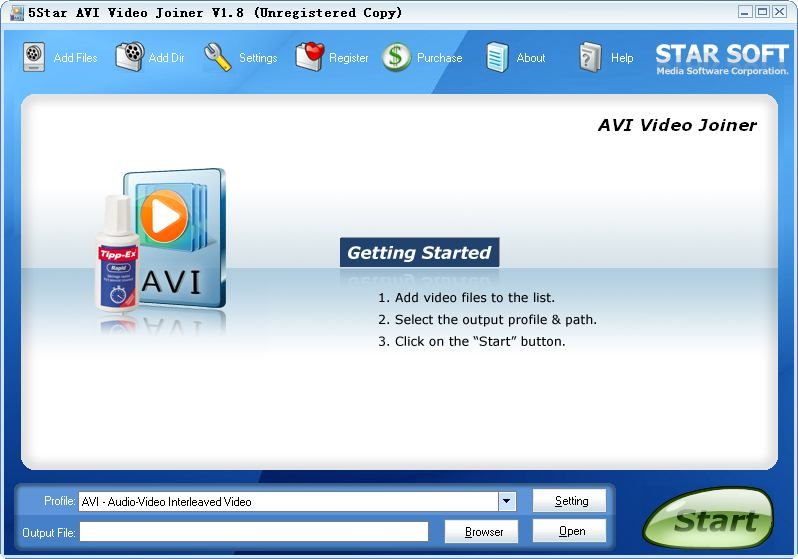 5Star AVI Video Joiner V1.8 (Unregistered Copy)
Add Files
Add Dir
Settings
Register
Purchase
About
Help
STAR SOFT
Media Software Corporation.
AVI Video Joiner
Tipp-Ex
Rapid
AVI
Getting Started
1. Add video files to the list.
2. Select the output profile & path.
3. Click on the “Start” button.
Profile: AVI - Audio-Video Interleaved Video
Setting
Start
Output File:
Browser
Open